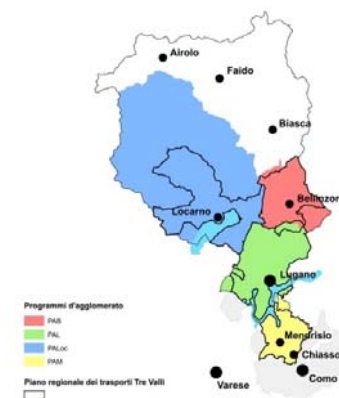 Airolo
Faido
Biasca
Bellinzon
Locarno
Lugano
Mendrisio
Chiasso
Varese
Como
Programmi d'agglomerato
PAB
PAL
PALoc
PAM
Piano regionale dei trasporti Tre Valli